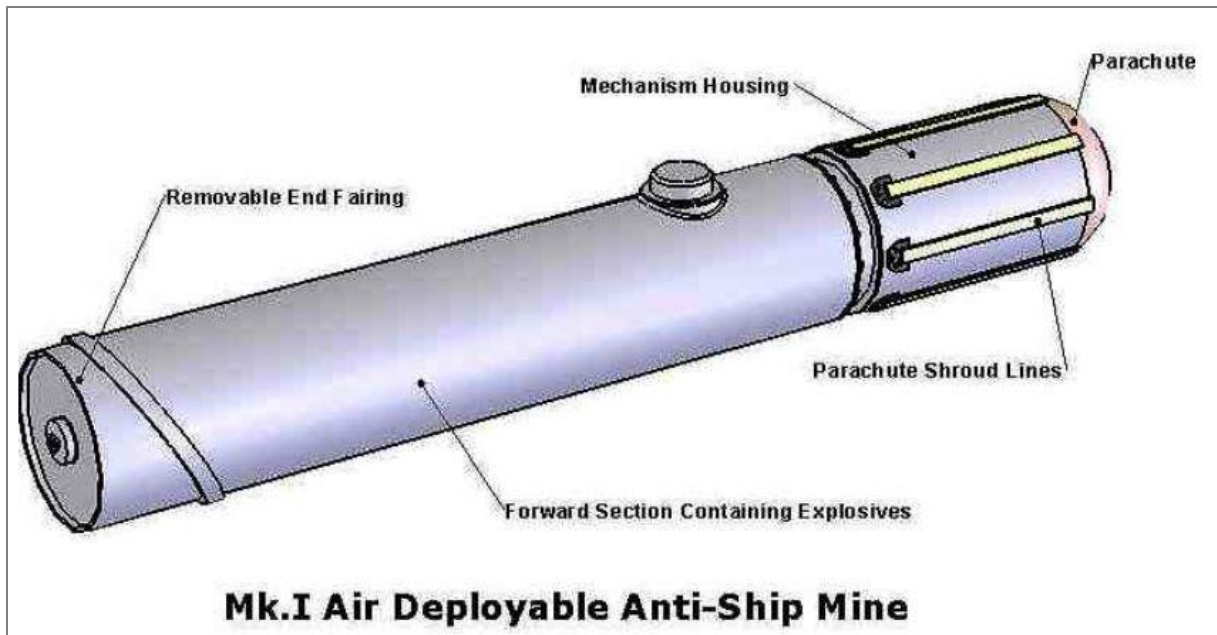 Parachute
Mechanism Housing
Removable End Fairing
Parachute Shroud Lines
Forward Section Containing Explosives
Mk.I Air Deployable Anti-Ship Mine